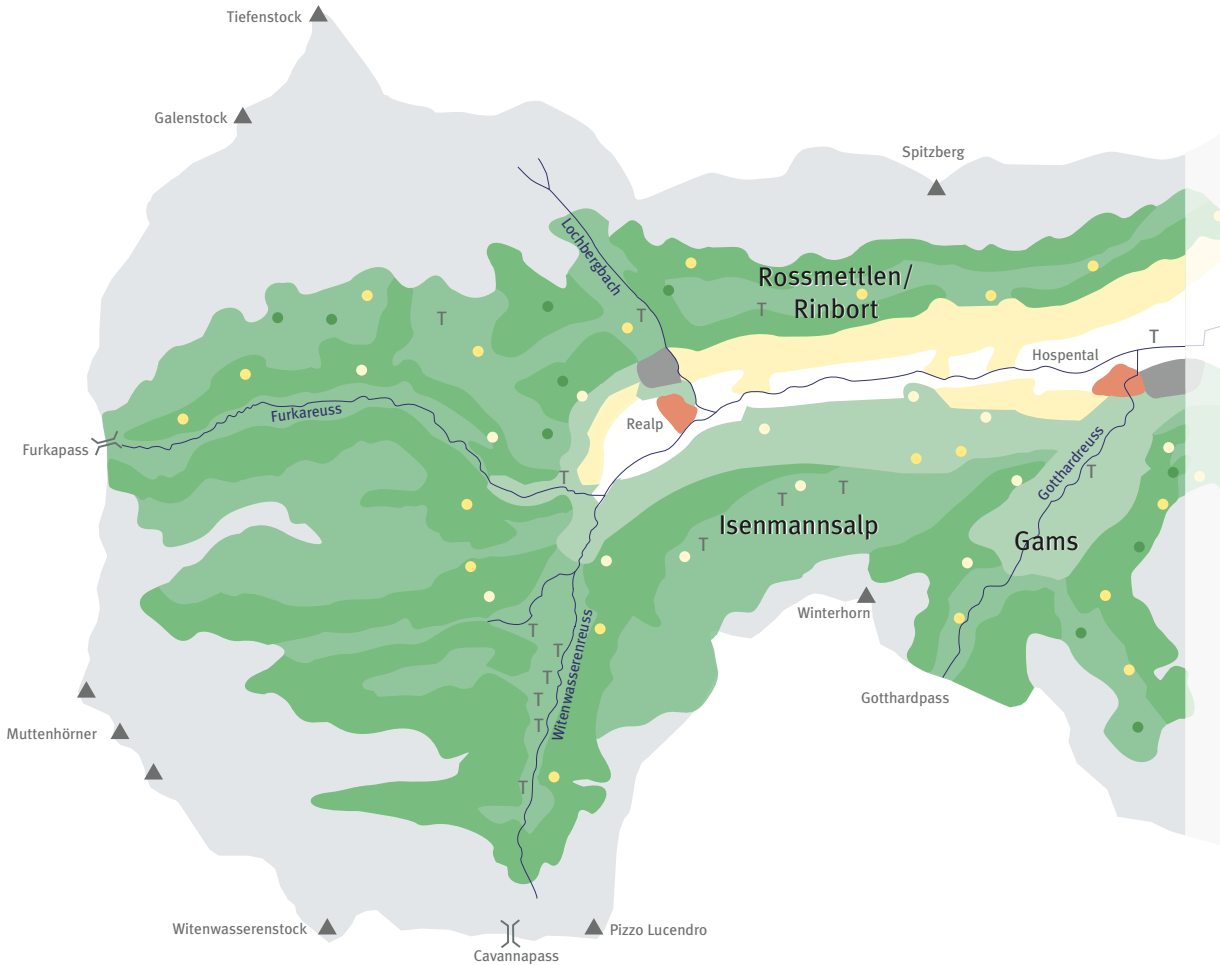 Tiefenstock
Galenstock
Spitzberg
Lochbergbach
Rossmettlen/
Rinbort
T
T
T
T
Hospental
Furkareuss
Realp
Furkapass
T
Gotthardreuss
T
T
T
Isenmannsalp
T
Gams
Winterhorn
T
T
T
T
T
T
Witenwasserenreuss
Gotthardpass
Muttenhörner
Witenwasserenstock
Pizzo Lucendro
Cavannapass